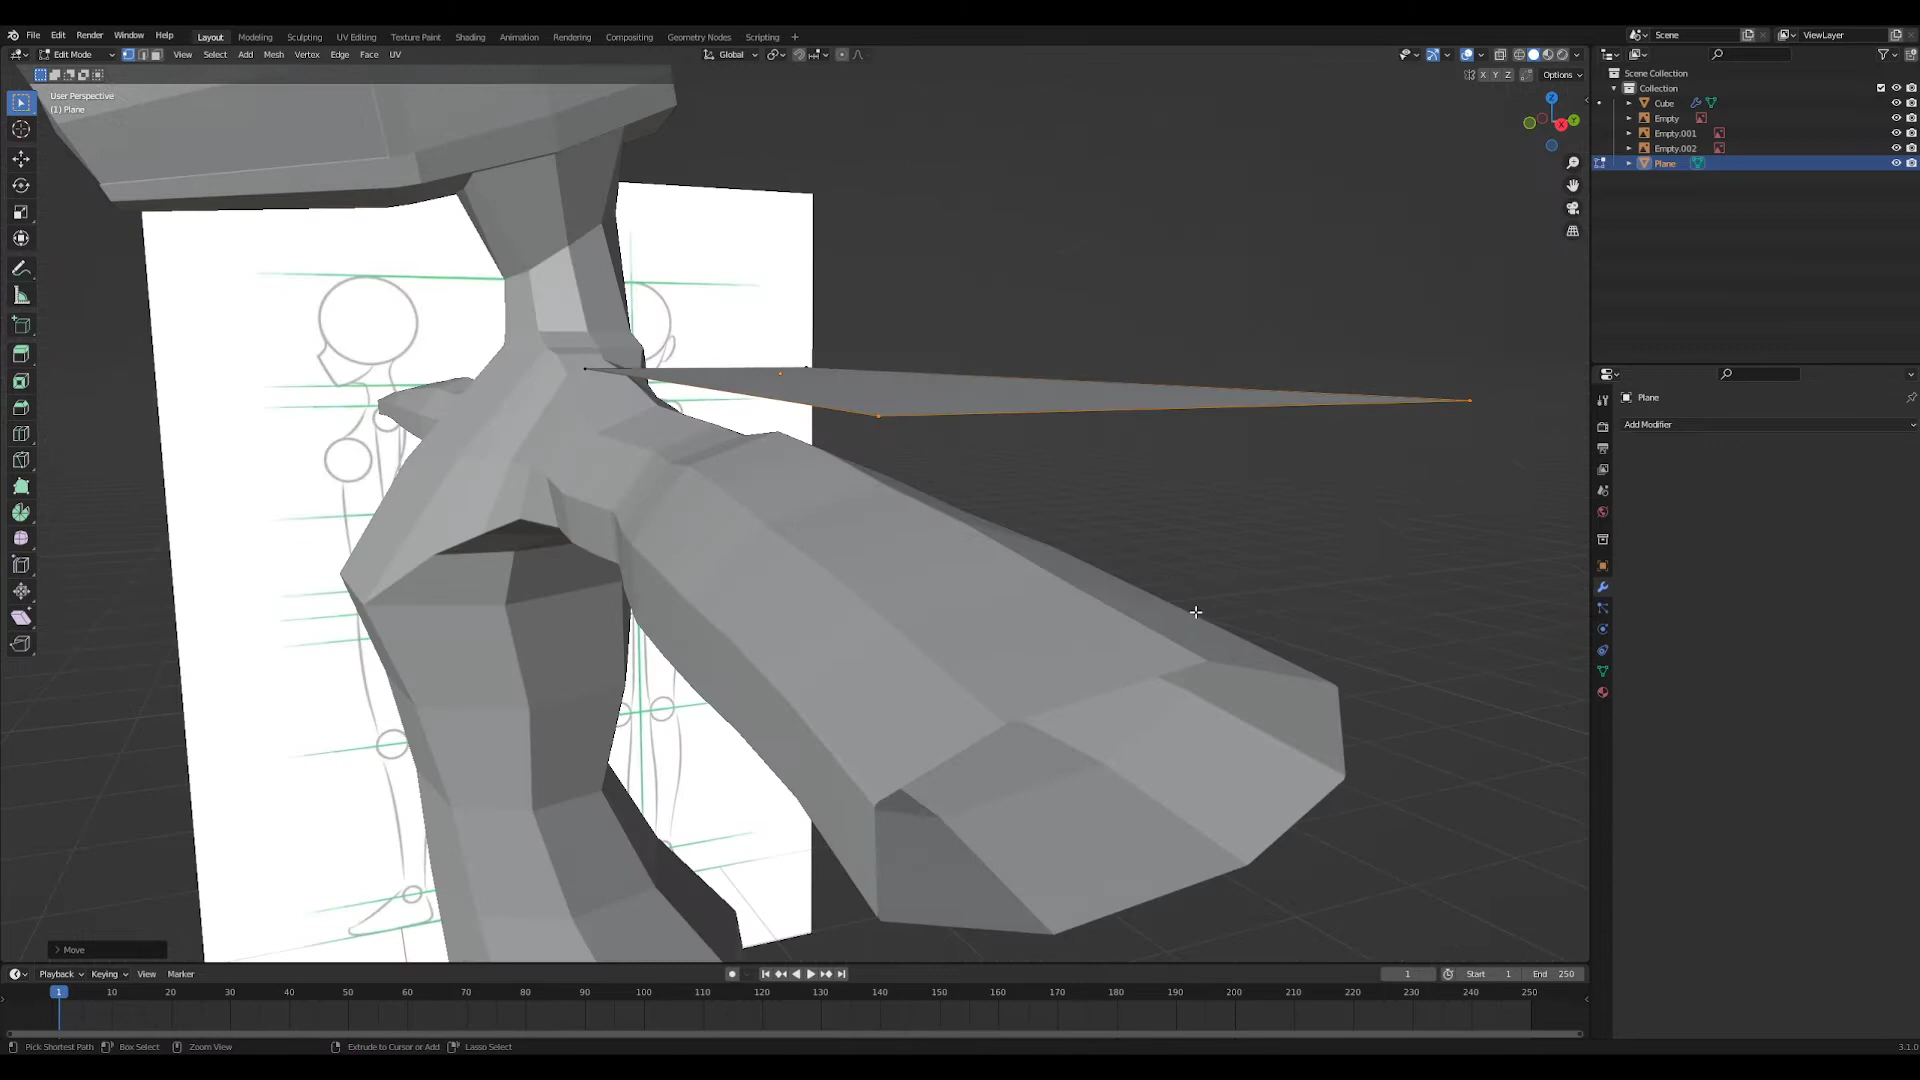 File Edit Render Window Help Layout Modeling Sculpting UV Editing Texture Paint Shading Animation Rendering Compositing Geometry Nodes Scripting + Scene ViewLayer
Edit Mode View Select Add Mesh Vertex Edge Face UV Global
X Y Z Options
User Perspective
(1) Plane
Z
X
Y
Scene Collection
Collection
Cube
Empty
Empty.001
Empty.002
Plane
Plane
Add Modifier
Move
Playback Keying View Marker 1 Start 1 End 250
1 10 20 30 40 50 60 70 80 90 100 110 120 130 140 150 160 170 180 190 200 210 220 230 240 250
Pick Shortest Path Box Select Zoom View Extrude to Cursor or Add Lasso Select 3.1.0